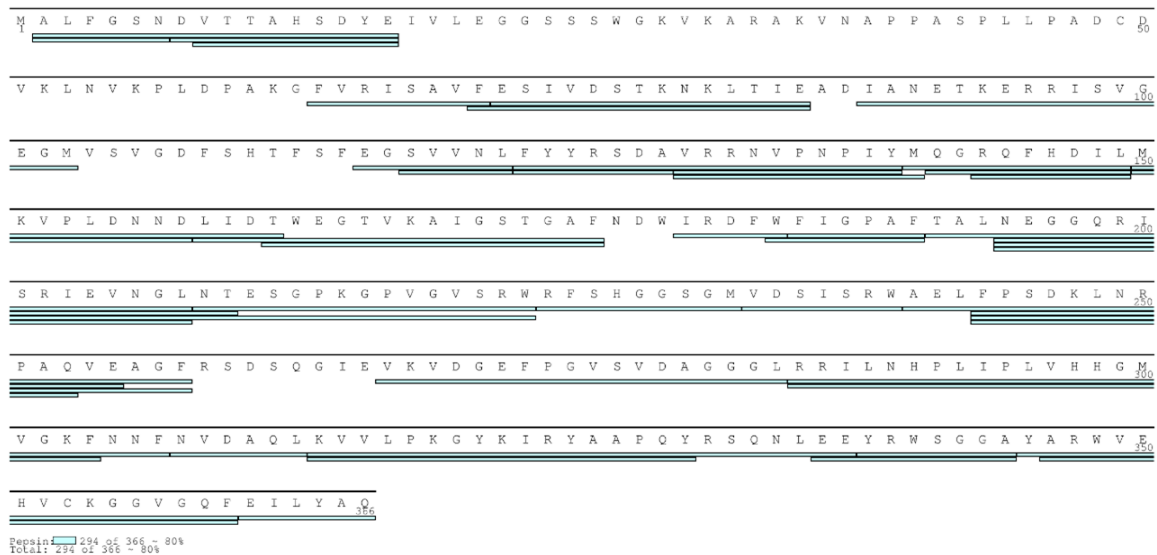 M A L F G S N D V T T A H S D Y E I V L E G G S S S W G K V K A R A K V N A P P A S P L L P A D C D
1 50
V K L N V K P L D P A K G F V R I S A V F E S I V D S T K N K L T I E A D I A N E T K E R R I S V G
100
E G M V S V G D F S H T F S F E G S V V N L F Y Y R S D A V R R N V P N P I Y M Q G R Q F H D I L M
150
K V P L D N N D L I D T W E G T V K A I G S T G A F N D W I R D F W F I G P A F T A L N E G G Q R I
200
S R I E V N G L N T E S G P K G P V G V S R W R F S H G G S G M V D S I S R W A E L F P S D K L N R
250
P A Q V E A G F R S D S Q G I E V K V D G E F P G V S V D A G G G L R R I L N H P L I P L V H H G M
300
V G K F N N F N V D A Q L K V V L P K G Y K I R Y A A P Q Y R S Q N L E E Y R W S G G A Y A R W V E
350
H V C K G G V G Q F E I L Y A Q
366
Pepsin: 294 of 366 ~ 80%
Total: 294 of 366 ~ 80%